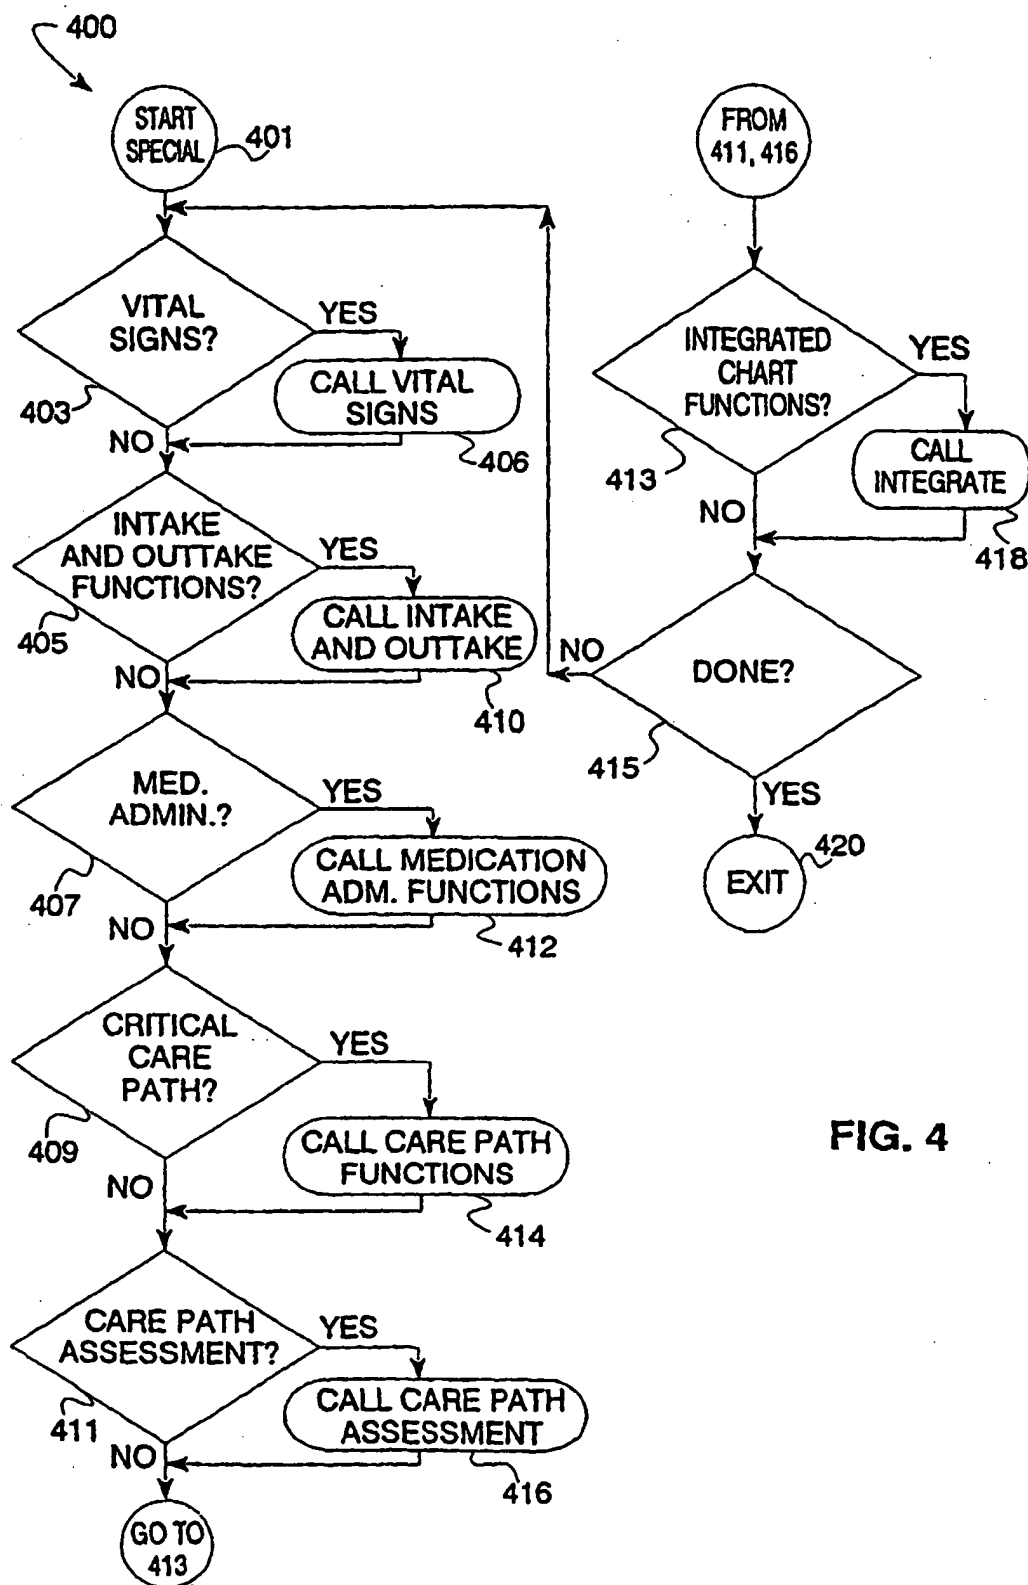 400
START
SPECIAL
401
VITAL
SIGNS?
YES
403
CALL VITAL
SIGNS
NO
406
INTAKE
AND OUTTAKE
FUNCTIONS?
YES
405
CALL INTAKE
AND OUTTAKE
NO
410
MED.
ADMIN.?
YES
407
CALL MEDICATION
ADM. FUNCTIONS
NO
412
CRITICAL
CARE
PATH?
YES
409
CALL CARE PATH
FUNCTIONS
NO
414
CARE PATH
ASSESSMENT?
YES
411
CALL CARE PATH
ASSESSMENT
NO
416
GO TO
413
FROM
411, 416
INTEGRATED
CHART
FUNCTIONS?
YES
413
CALL
INTEGRATE
NO
418
DONE?
NO
415
YES
EXIT
420
FIG. 4